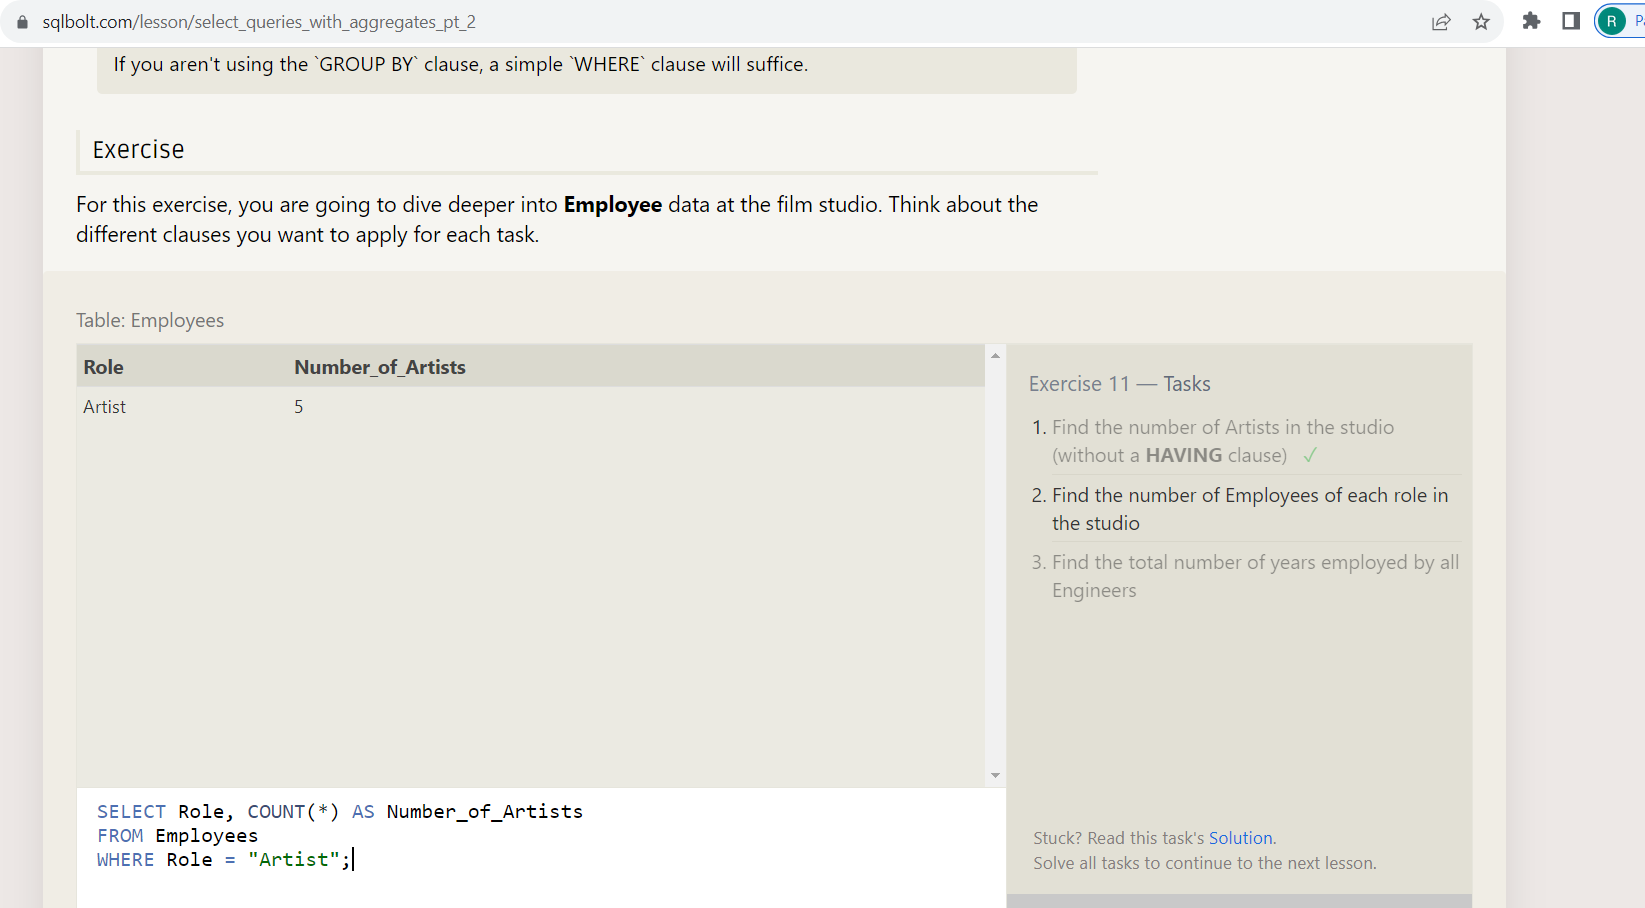 sqlbolt.com/lesson/select_queries_with_aggregates_pt_2
R
If you aren't using the `GROUP BY` clause, a simple `WHERE` clause will suffice.
Exercise
For this exercise, you are going to dive deeper into Employee data at the film studio. Think about the
different clauses you want to apply for each task.
Table: Employees
Role Number_of_Artists
Artist 5
Exercise 11 — Tasks
1. Find the number of Artists in the studio
(without a HAVING clause) ✓
2. Find the number of Employees of each role in
the studio
3. Find the total number of years employed by all
Engineers
SELECT Role, COUNT(*) AS Number_of_Artists
FROM Employees
WHERE Role = "Artist";
Stuck? Read this task's Solution.
Solve all tasks to continue to the next lesson.